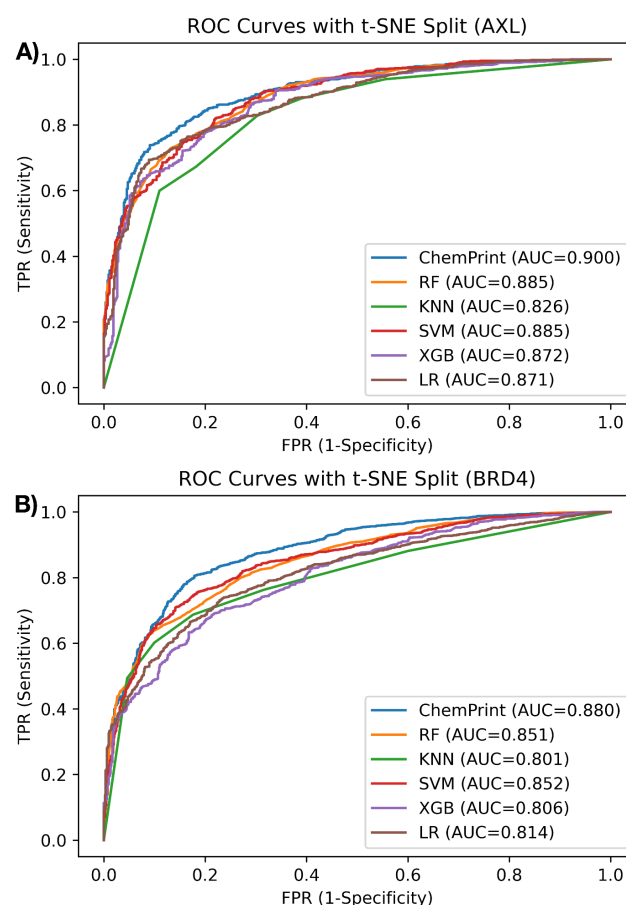 ROC Curves with t-SNE Split (AXL)
A)
1.0
0.8
0.6
0.4
0.2
0.0
TPR (Sensitivity)
ChemPrint (AUC=0.900)
RF (AUC=0.885)
KNN (AUC=0.826)
SVM (AUC=0.885)
XGB (AUC=0.872)
LR (AUC=0.871)
0.0 0.2 0.4 0.6 0.8 1.0
FPR (1-Specificity)
ROC Curves with t-SNE Split (BRD4)
B)
1.0
0.8
0.6
0.4
0.2
0.0
TPR (Sensitivity)
ChemPrint (AUC=0.880)
RF (AUC=0.851)
KNN (AUC=0.801)
SVM (AUC=0.852)
XGB (AUC=0.806)
LR (AUC=0.814)
0.0 0.2 0.4 0.6 0.8 1.0
FPR (1-Specificity)